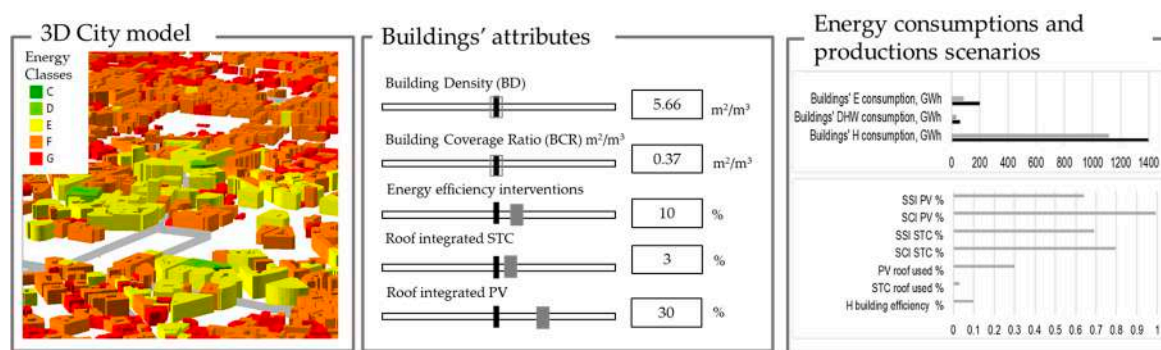 3D City model
Energy
Classes
C
D
E
F
G
Buildings' attributes
Building Density (BD)
5.66
m²/m³
Building Coverage Ratio (BCR) m²/m³
0.37
m²/m³
Energy efficiency interventions
10
%
Roof integrated STC
3
%
Roof integrated PV
30
%
Energy consumptions and
productions scenarios
Buildings' E consumption, GWh
Buildings' DHW consumption, GWh
Buildings' H consumption, GWh
0 200 400 600 800 1000 1200 1400
SSI PV %
SCI PV %
SSI STC %
SCI STC %
PV roof used %
STC roof used %
H building efficiency %
0 0.1 0.2 0.3 0.4 0.5 0.6 0.7 0.8 0.9 1